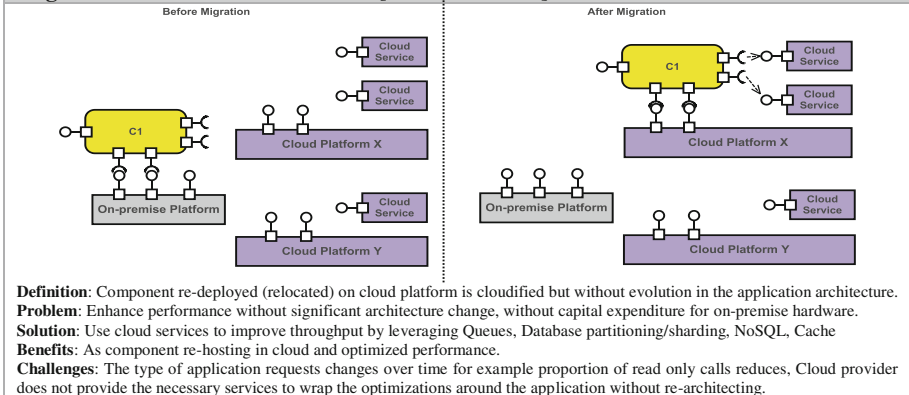 Before Migration
After Migration
Cloud Service
Cloud Service
C1
Cloud Platform X
On-premise Platform
Cloud Service
Cloud Platform Y
C1
Cloud Service
Cloud Service
Cloud Platform X
On-premise Platform
Cloud Service
Cloud Platform Y
Definition: Component re-deployed (relocated) on cloud platform is cloudified but without evolution in the application architecture.
Problem: Enhance performance without significant architecture change, without capital expenditure for on-premise hardware.
Solution: Use cloud services to improve throughput by leveraging Queues, Database partitioning/sharding, NoSQL, Cache
Benefits: As component re-hosting in cloud and optimized performance.
Challenges: The type of application requests changes over time for example proportion of read only calls reduces, Cloud provider
does not provide the necessary services to wrap the optimizations around the application without re-architecting.